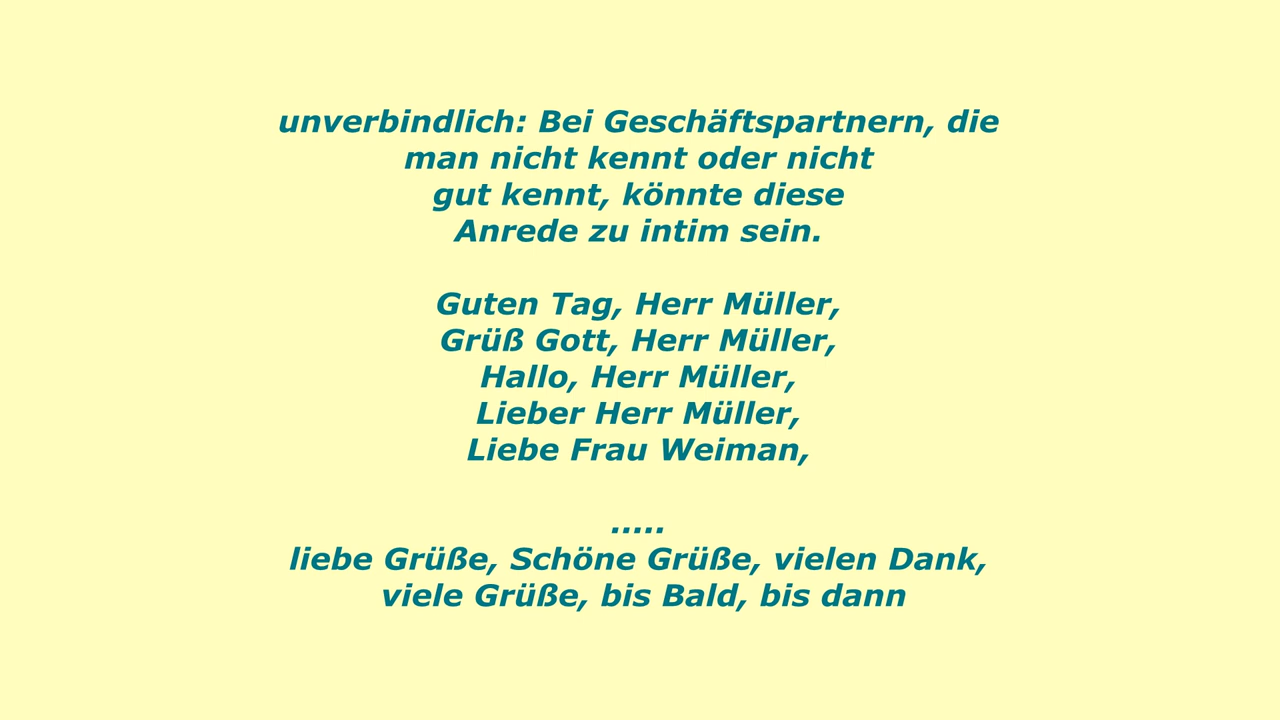 unverbindlich: Bei Geschäftspartnern, die
man nicht kennt oder nicht
gut kennt, könnte diese
Anrede zu intim sein.
Guten Tag, Herr Müller,
Grüß Gott, Herr Müller,
Hallo, Herr Müller,
Lieber Herr Müller,
Liebe Frau Weiman,
.....
liebe Grüße, Schöne Grüße, vielen Dank,
viele Grüße, bis Bald, bis dann